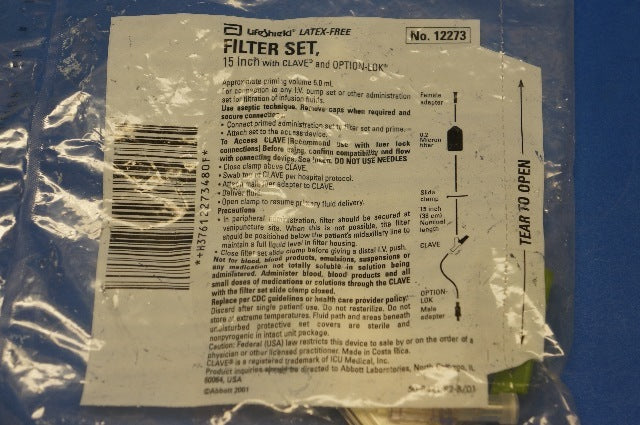 LifeShield® LATEX-FREE
No. 12273
FILTER SET,
15 inch with CLAVE® and OPTION-LOK®
Approximate priming volume 5.0 ml.
For connection to any I.V. pump set or other administration
set for filtration of infusion fluids.
Use aseptic technique. Remove caps when required and
secure connections.
• Connect primed administration set to filter set and prime.
• Attach set to the access device.
To Access CLAVE (Recommend use with luer lock
connections) Before using, confirm compatibility and flow
with connecting device. See insert. DO NOT USE NEEDLES
• Close clamp above CLAVE.
• Swab top of CLAVE per hospital protocol.
• Attach male luer adapter to CLAVE.
• Deliver fluid.
• Open clamp to resume primary fluid delivery.
Precautions
• In peripheral administration, filter should be secured at
venipuncture site. When this is not possible, the filter
should be positioned below the patient's midaxillary line to
maintain a full liquid level in filter housing.
• Close filter set slide clamp before giving a distal I.V. push.
Not for blood, blood products, emulsions, suspensions or
any medication not totally soluble in solution being
administered. Administer blood, blood products and all
small doses of medications or solutions through the CLAVE
with the filter set slide clamp closed.
Replace per CDC guidelines or health care provider policy.
Discard after single patient use. Do not resterilize. Do not
store at extreme temperatures. Fluid path and areas beneath
undisturbed protective set covers are sterile and
nonpyrogenic in intact unit package.
Caution: Federal (USA) law restricts this device to sale by or on the order of a
physician or other licensed practitioner. Made in Costa Rica.
CLAVE® is a registered trademark of ICU Medical, Inc.
Product inquiries should be directed to Abbott Laboratories, North Chicago, IL
60064, USA
©Abbott 2001
Female
adapter
0.2
Micron
filter
Slide
clamp
15 inch
(38 cm)
Nominal
length
CLAVE
OPTION-
LOK
Male
adapter
TEAR TO OPEN